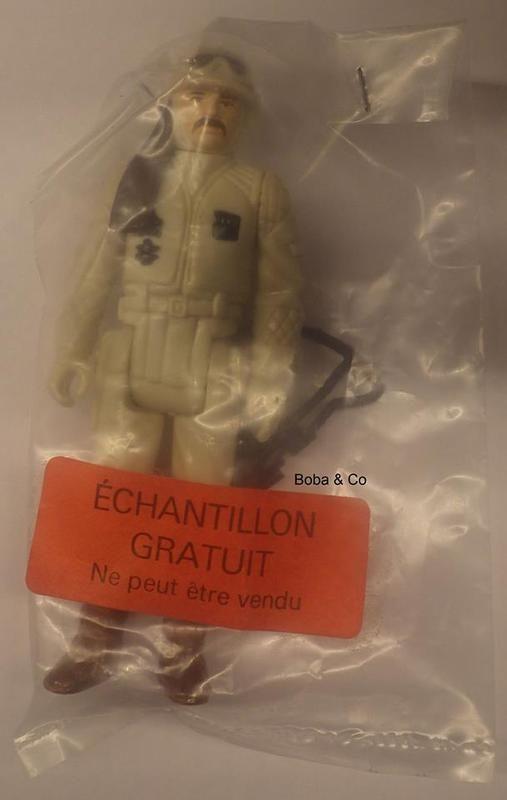 Boba & Co
ÉCHANTILLON
GRATUIT
Ne peut être vendu